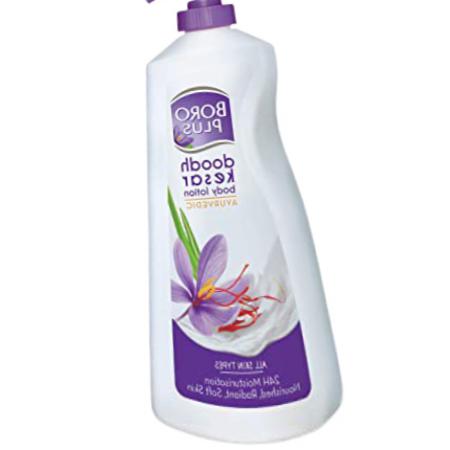 BORO
PLUS
doodh
kesar
body lotion
AYURVEDIC
ALL SKIN TYPES
24H Moisturisation
Nourished, Radiant, Soft Skin